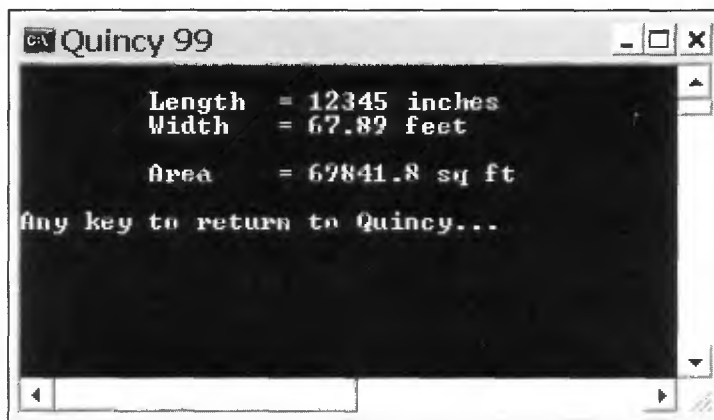 Quincy 99
Length = 12345 inches
Width = 67.89 feet
Area = 69841.8 sq ft
Any key to return to Quincy...